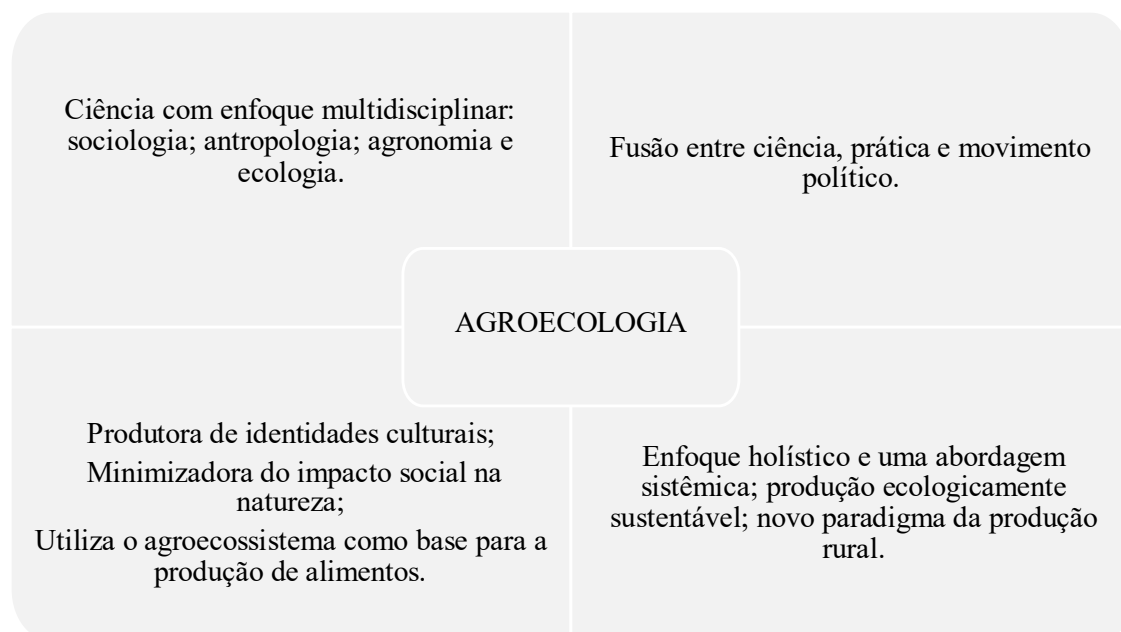 Ciência com enfoque multidisciplinar:
sociologia; antropologia; agronomia e
ecologia.
Fusão entre ciência, prática e movimento
político.
AGROECOLOGIA
Produtora de identidades culturais;
Minimizadora do impacto social na
natureza;
Utiliza o agroecossistema como base para a
produção de alimentos.
Enfoque holístico e uma abordagem
sistêmica; produção ecologicamente
sustentável; novo paradigma da produção
rural.